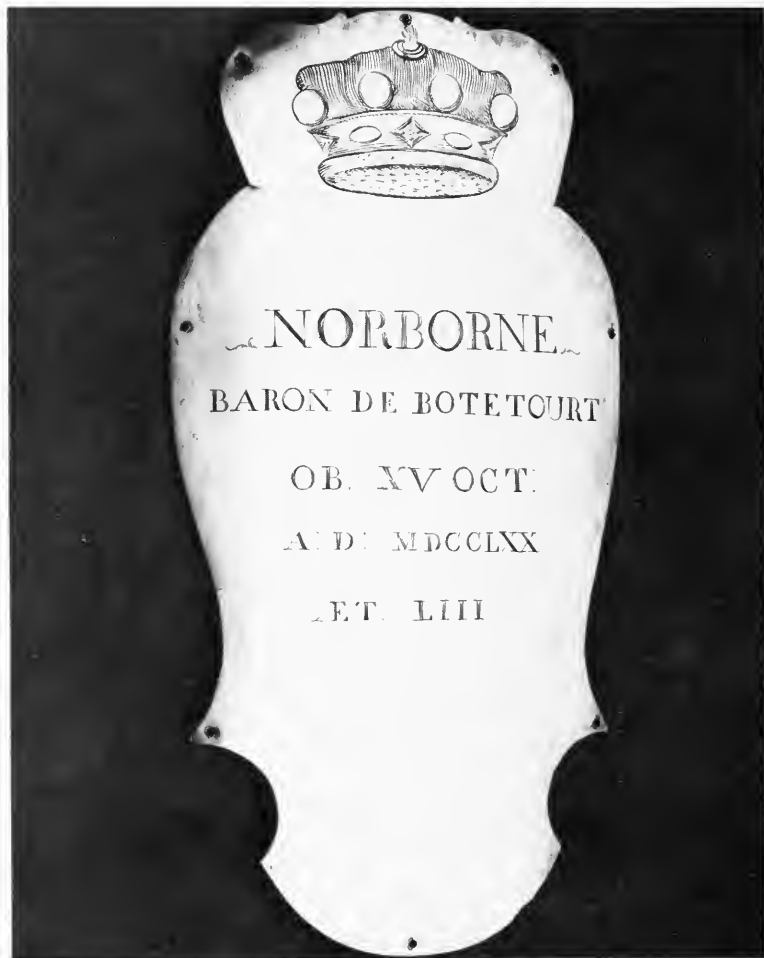 NORBORNE
BARON DE BOTETOURT
OB. XV OCT:
A: D: MDCCLXX
ÆT. LIII